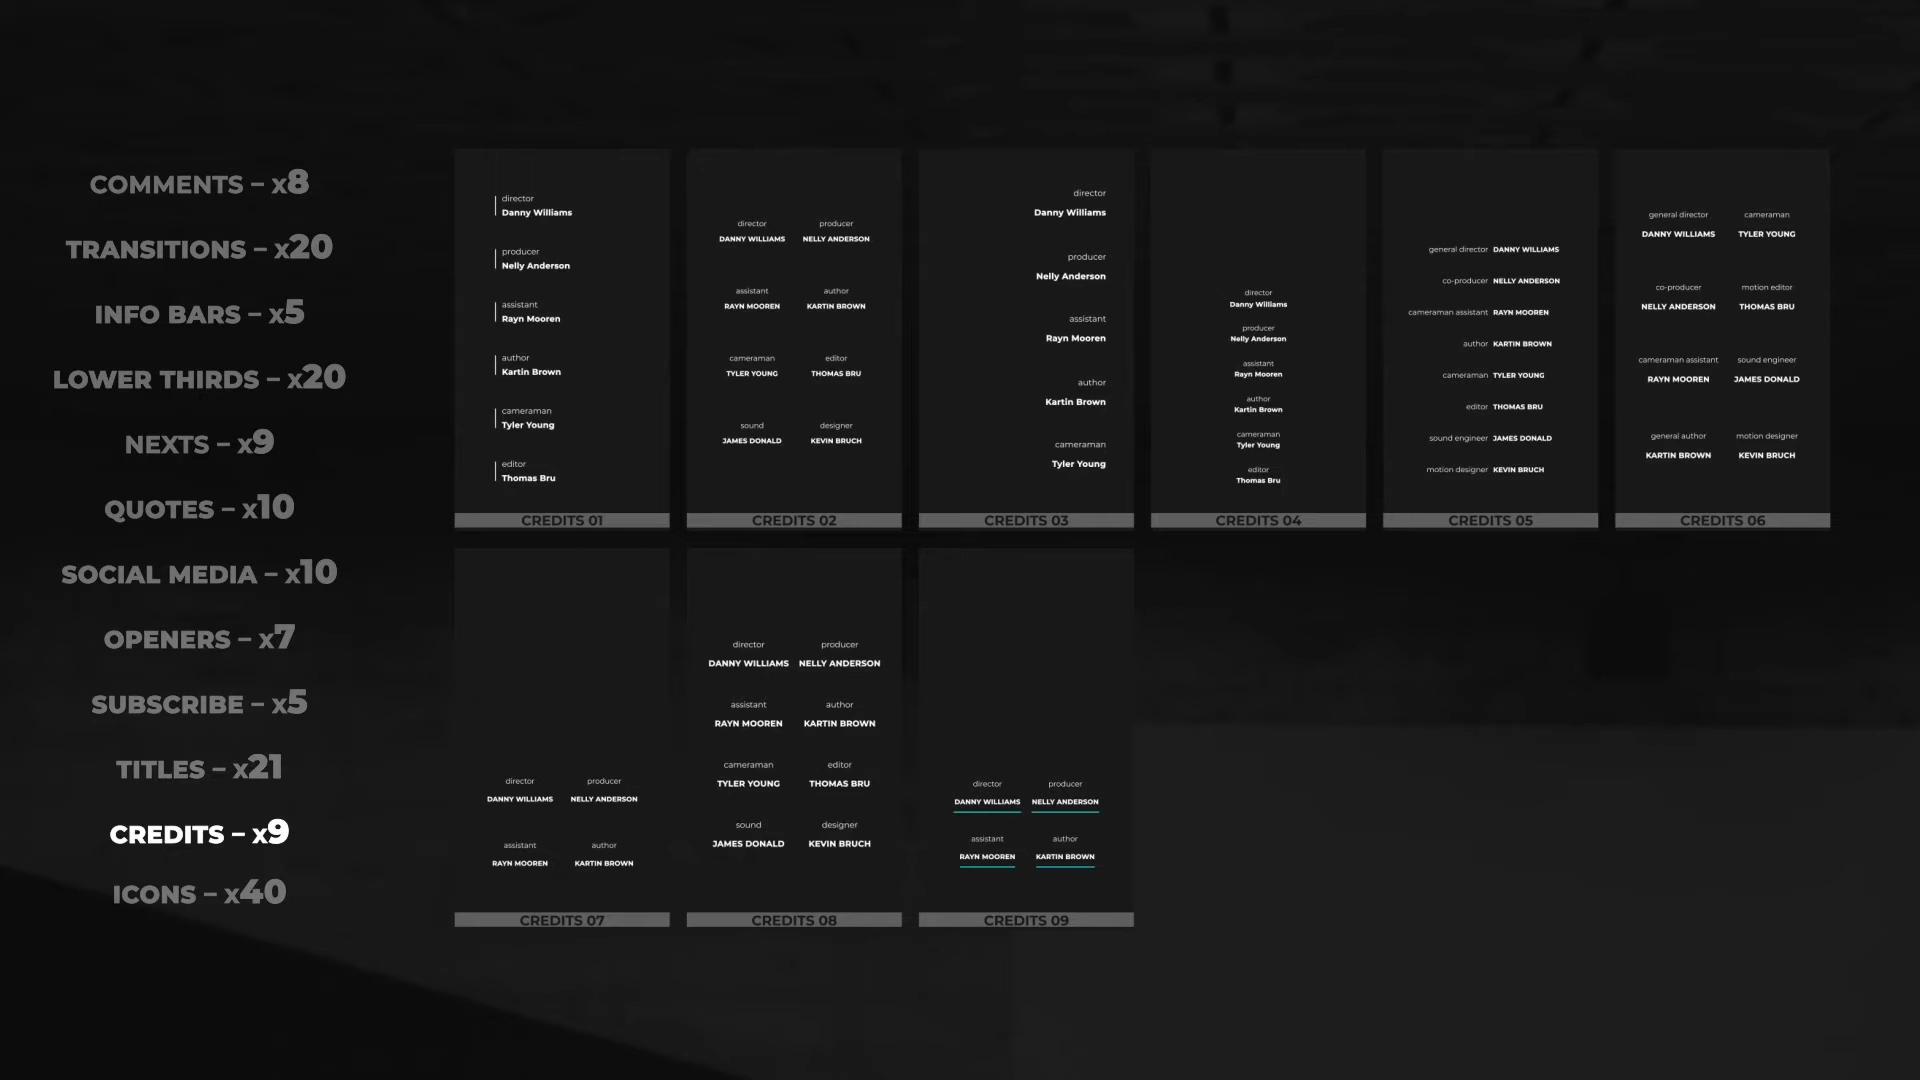 COMMENTS – x8
TRANSITIONS – x20
INFO BARS – x5
LOWER THIRDS – x20
NEXTS – x9
QUOTES – x10
SOCIAL MEDIA – x10
OPENERS – x7
SUBSCRIBE – x5
TITLES – x21
CREDITS – x9
ICONS – x40
director
Danny Williams
producer
Nelly Anderson
assistant
Rayn Mooren
author
Kartin Brown
cameraman
Tyler Young
editor
Thomas Bru
CREDITS 01
director producer
DANNY WILLIAMS NELLY ANDERSON
assistant author
RAYN MOOREN KARTIN BROWN
cameraman editor
TYLER YOUNG THOMAS BRU
sound designer
JAMES DONALD KEVIN BRUCH
CREDITS 02
director
Danny Williams
producer
Nelly Anderson
assistant
Rayn Mooren
author
Kartin Brown
cameraman
Tyler Young
CREDITS 03
director
Danny Williams
producer
Nelly Anderson
assistant
Rayn Mooren
author
Kartin Brown
cameraman
Tyler Young
editor
Thomas Bru
CREDITS 04
general director DANNY WILLIAMS
co-producer NELLY ANDERSON
cameraman assistant RAYN MOOREN
author KARTIN BROWN
cameraman TYLER YOUNG
editor THOMAS BRU
sound engineer JAMES DONALD
motion designer KEVIN BRUCH
CREDITS 05
general director cameraman
DANNY WILLIAMS TYLER YOUNG
co-producer motion editor
NELLY ANDERSON THOMAS BRU
cameraman assistant sound engineer
RAYN MOOREN JAMES DONALD
general author motion designer
KARTIN BROWN KEVIN BRUCH
CREDITS 06
director producer
DANNY WILLIAMS NELLY ANDERSON
assistant author
RAYN MOOREN KARTIN BROWN
CREDITS 07
director producer
DANNY WILLIAMS NELLY ANDERSON
assistant author
RAYN MOOREN KARTIN BROWN
cameraman editor
TYLER YOUNG THOMAS BRU
sound designer
JAMES DONALD KEVIN BRUCH
CREDITS 08
director producer
DANNY WILLIAMS NELLY ANDERSON
assistant author
RAYN MOOREN KARTIN BROWN
CREDITS 09